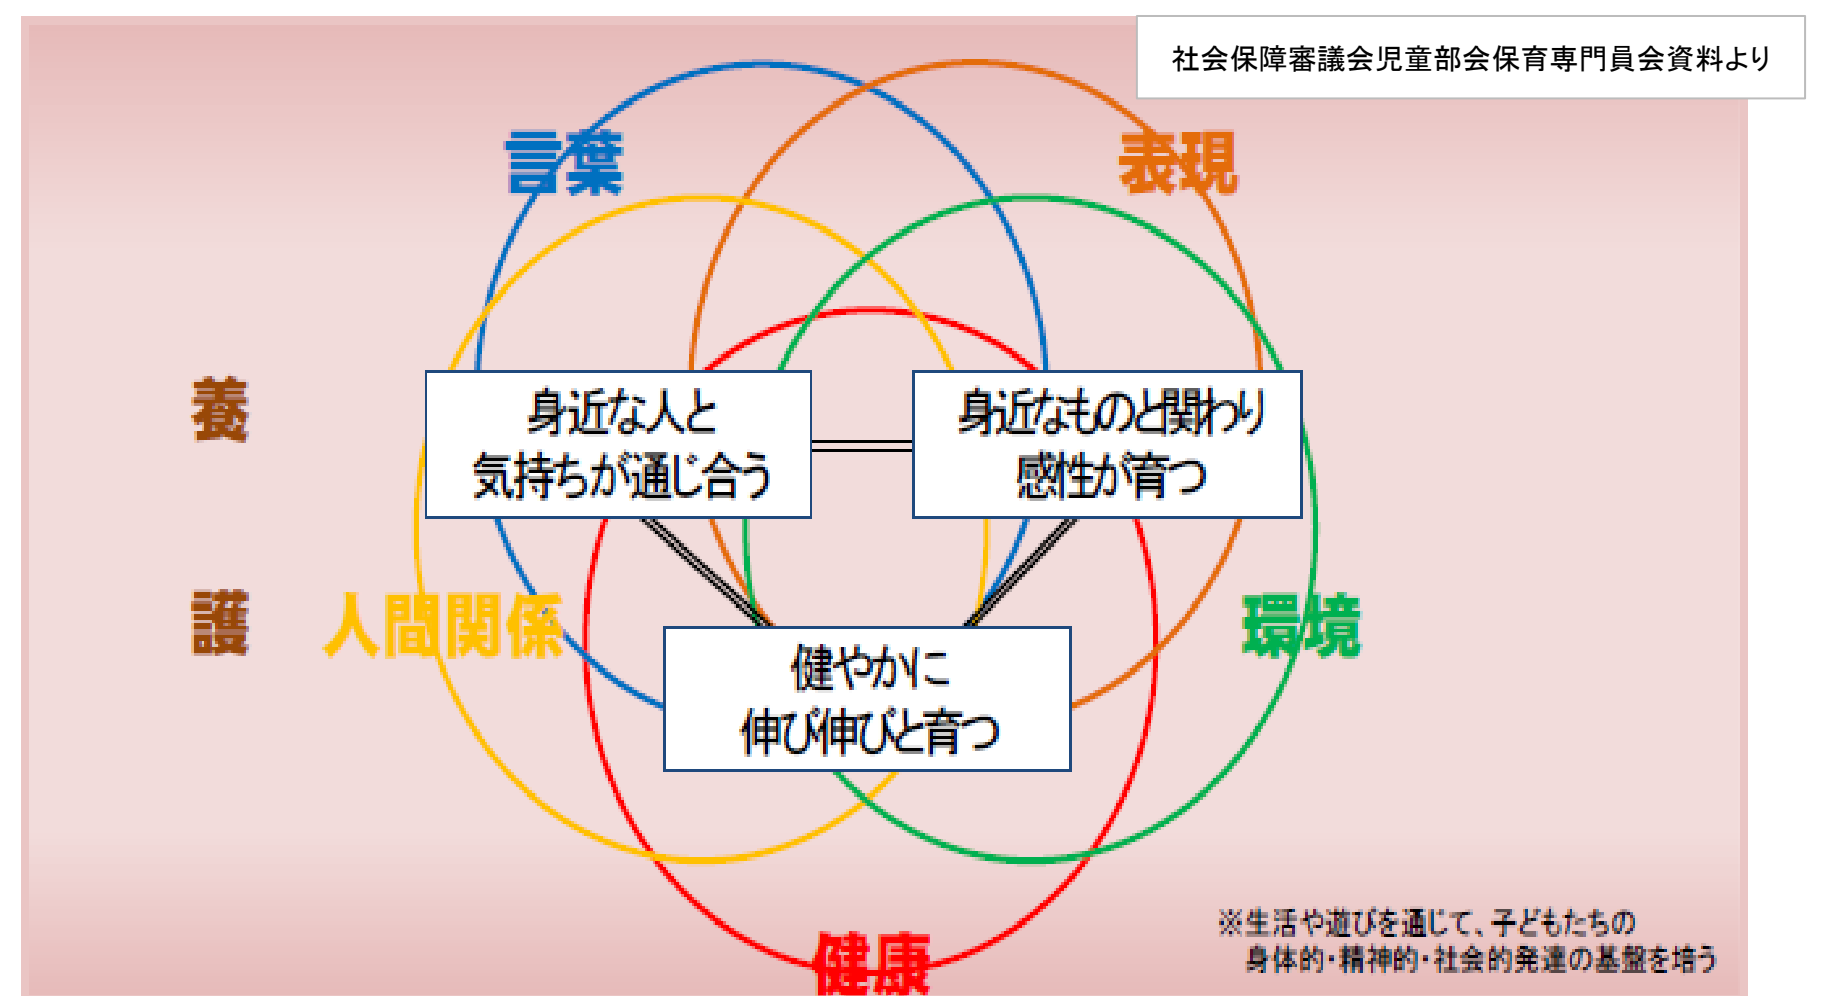 社会保障審議会児童部会保育専門員会資料より
言葉
表現
身近な人と
気持ちが通じ合う
身近なものと関わり
感性が育つ
養
護
人間関係
環境
健やかに
伸び伸びと育つ
健康
※生活や遊びを通じて、子どもたちの
身体的・精神的・社会的発達の基盤を培う